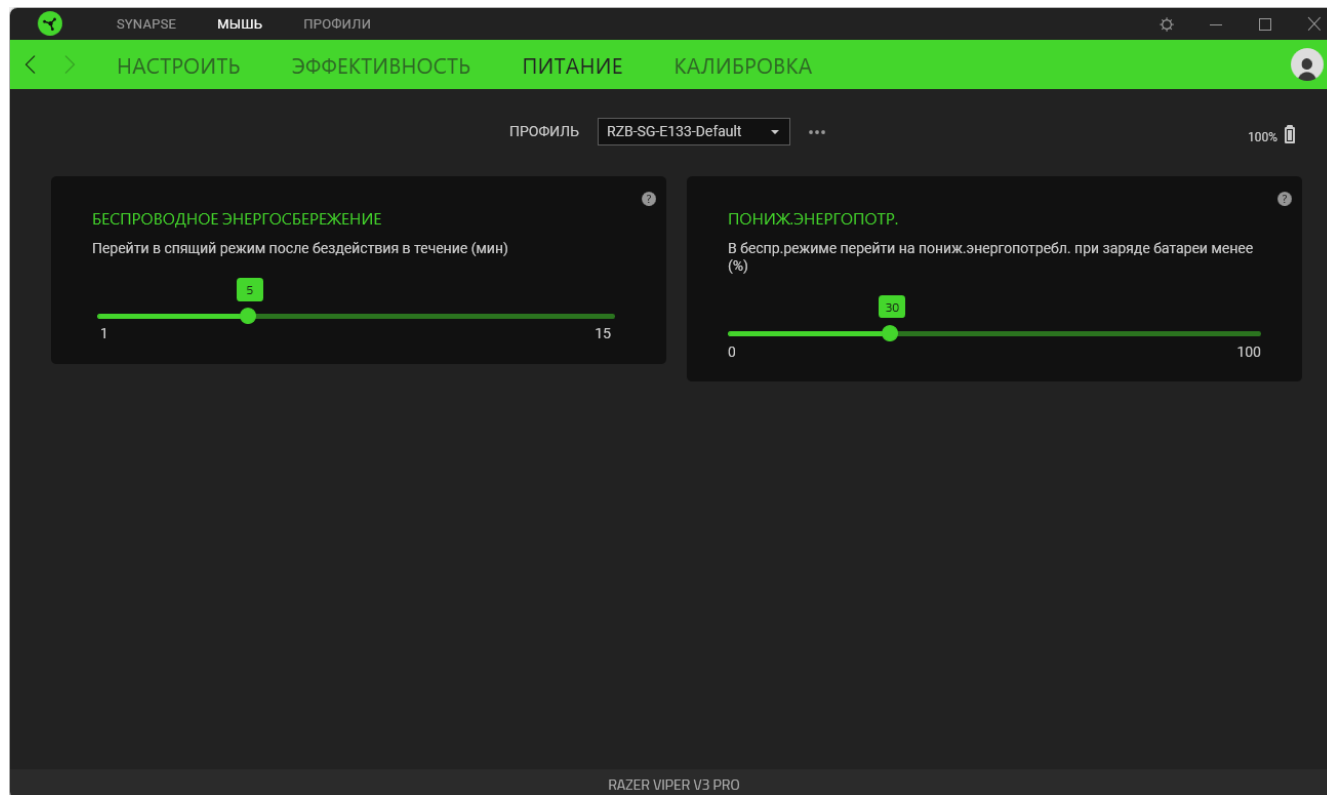 SYNAPSE МЫШЬ ПРОФИЛИ
НАСТРОИТЬ ЭФФЕКТИВНОСТЬ ПИТАНИЕ КАЛИБРОВКА
ПРОФИЛЬ RZB-SG-E133-Default
100%
БЕСПРОВОДНОЕ ЭНЕРГОСБЕРЕЖЕНИЕ
Перейти в спящий режим после бездействия в течение (мин)
5
1 15
ПОНИЖ.ЭНЕРГОПОТР.
В беспр.режиме перейти на пониж.энергопотребл. при заряде батареи менее
(%)
30
0 100
RAZER VIPER V3 PRO